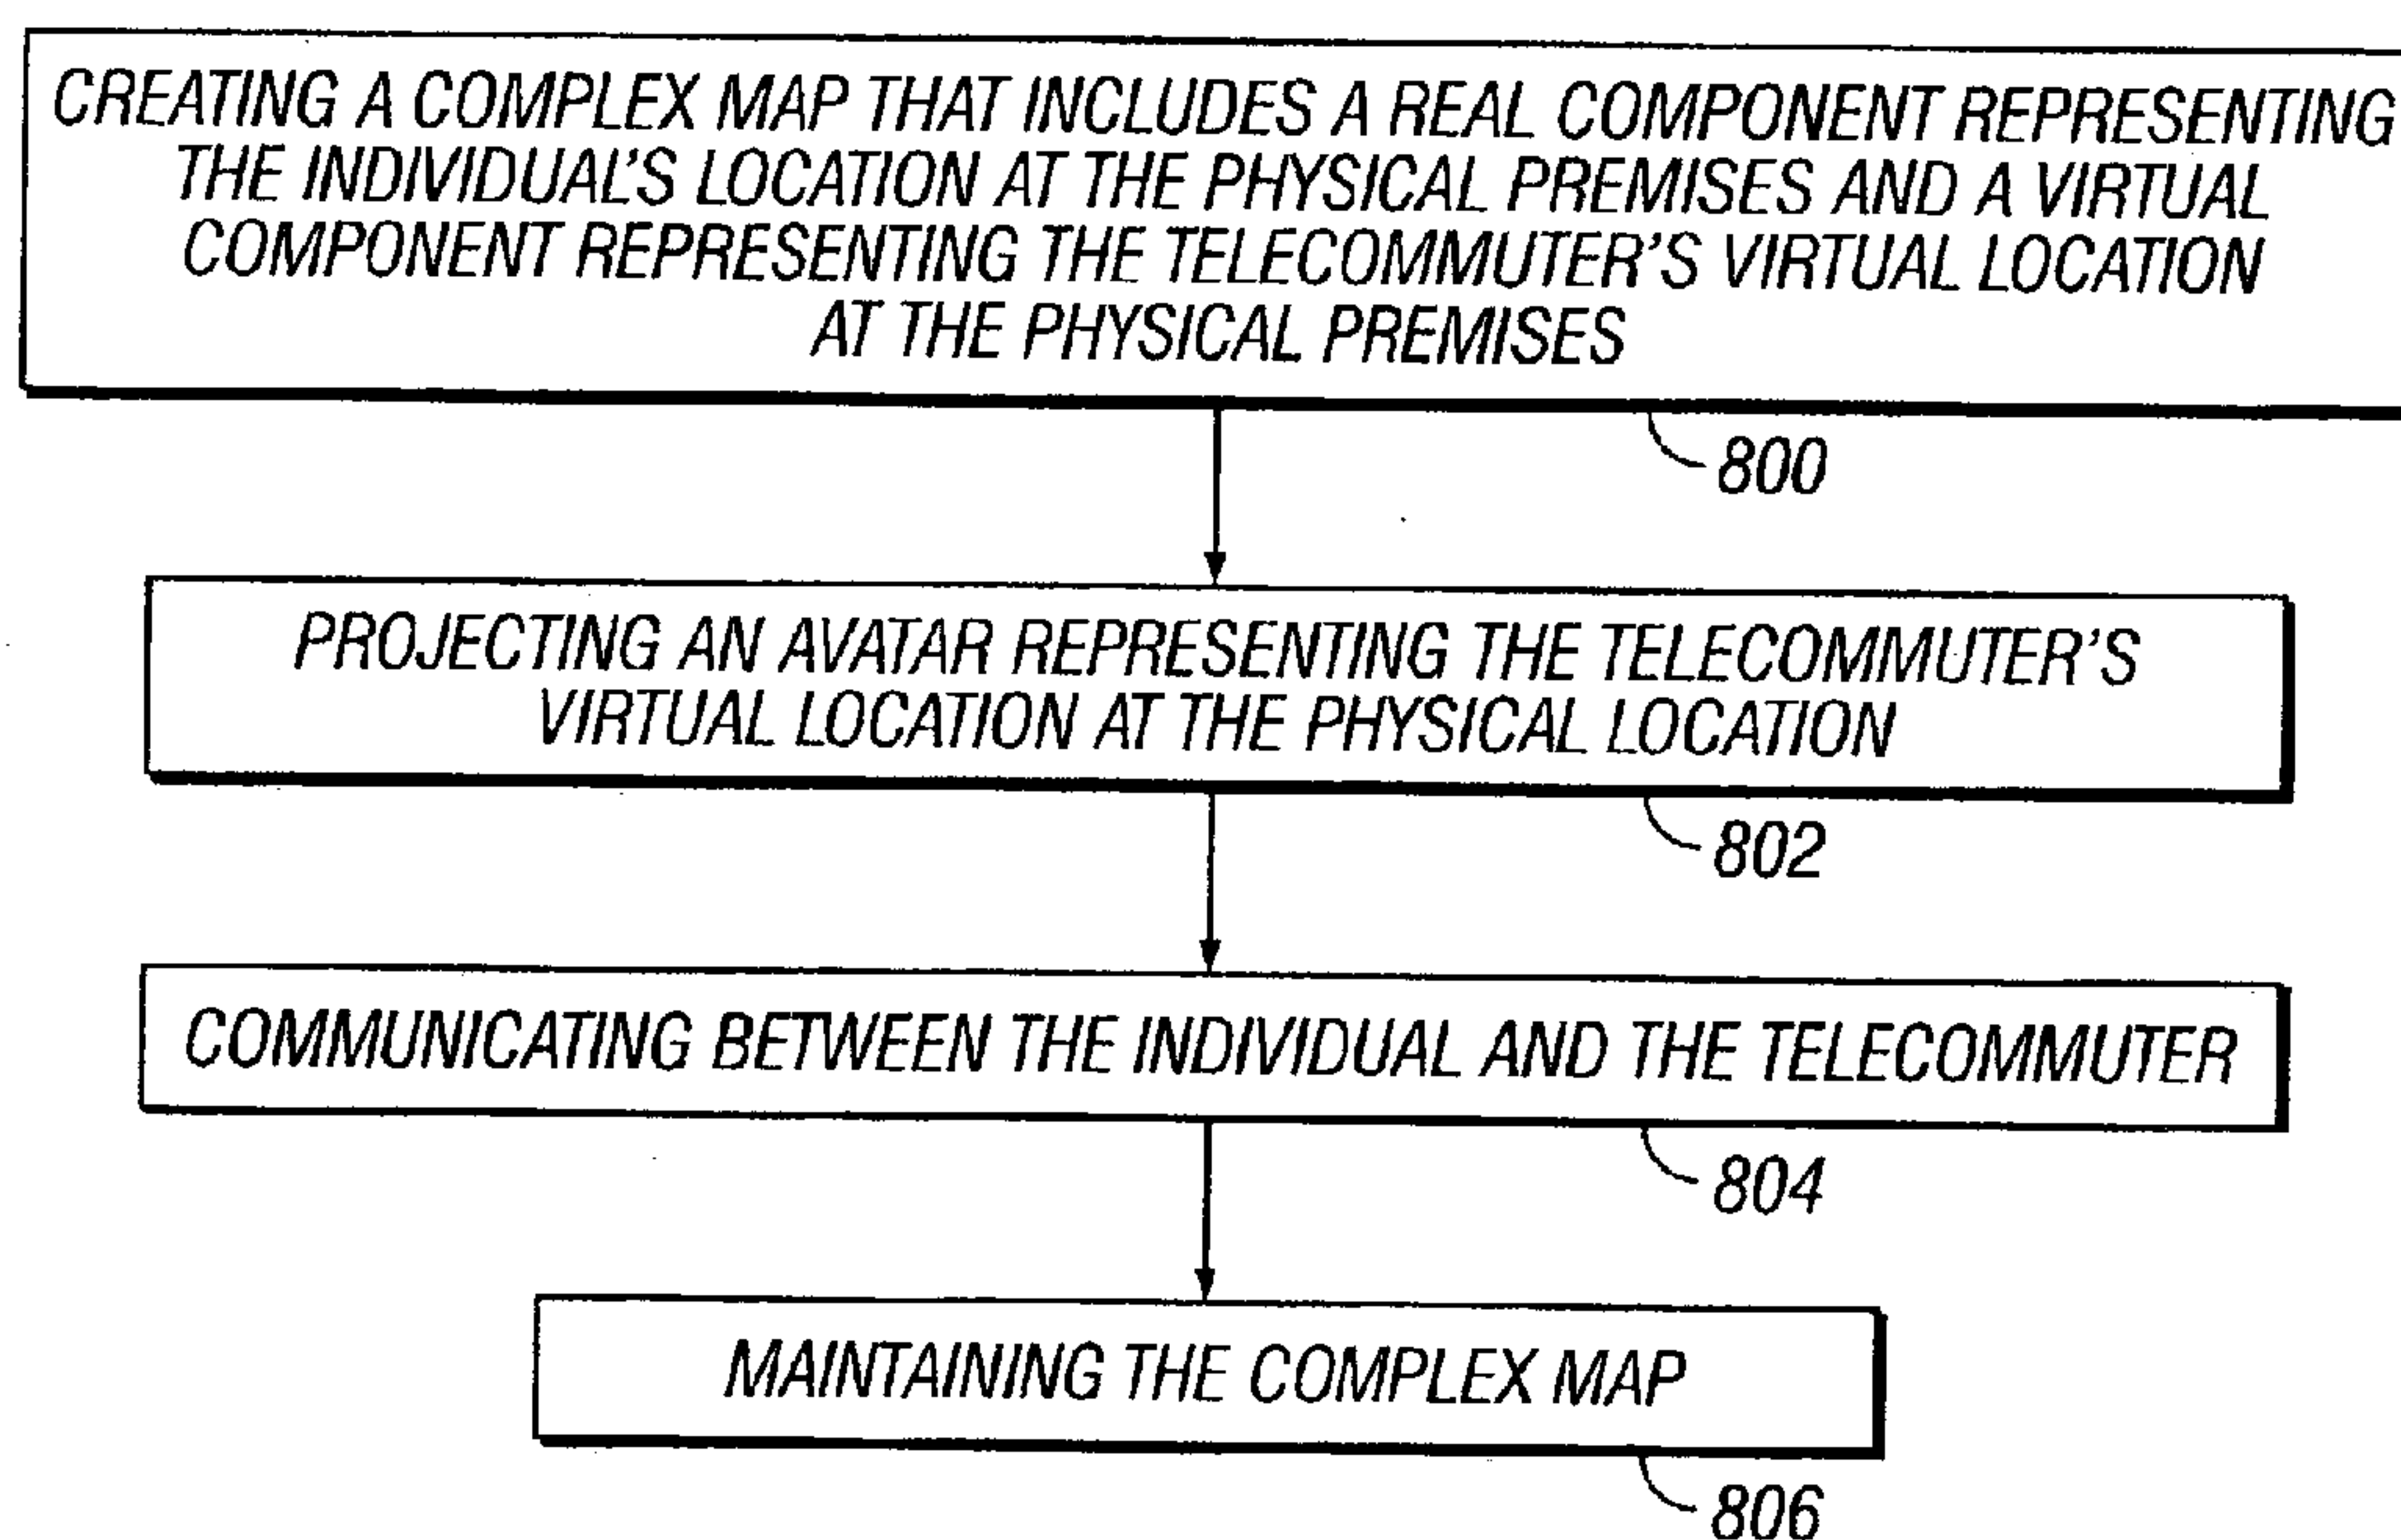 CREATING A COMPLEX MAP THAT INCLUDES A REAL COMPONENT REPRESENTING
THE INDIVIDUAL'S LOCATION AT THE PHYSICAL PREMISES AND A VIRTUAL
COMPONENT REPRESENTING THE TELECOMMUTER'S VIRTUAL LOCATION
AT THE PHYSICAL PREMISES
800
PROJECTING AN AVATAR REPRESENTING THE TELECOMMUTER'S
VIRTUAL LOCATION AT THE PHYSICAL LOCATION
802
COMMUNICATING BETWEEN THE INDIVIDUAL AND THE TELECOMMUTER
804
MAINTAINING THE COMPLEX MAP
806